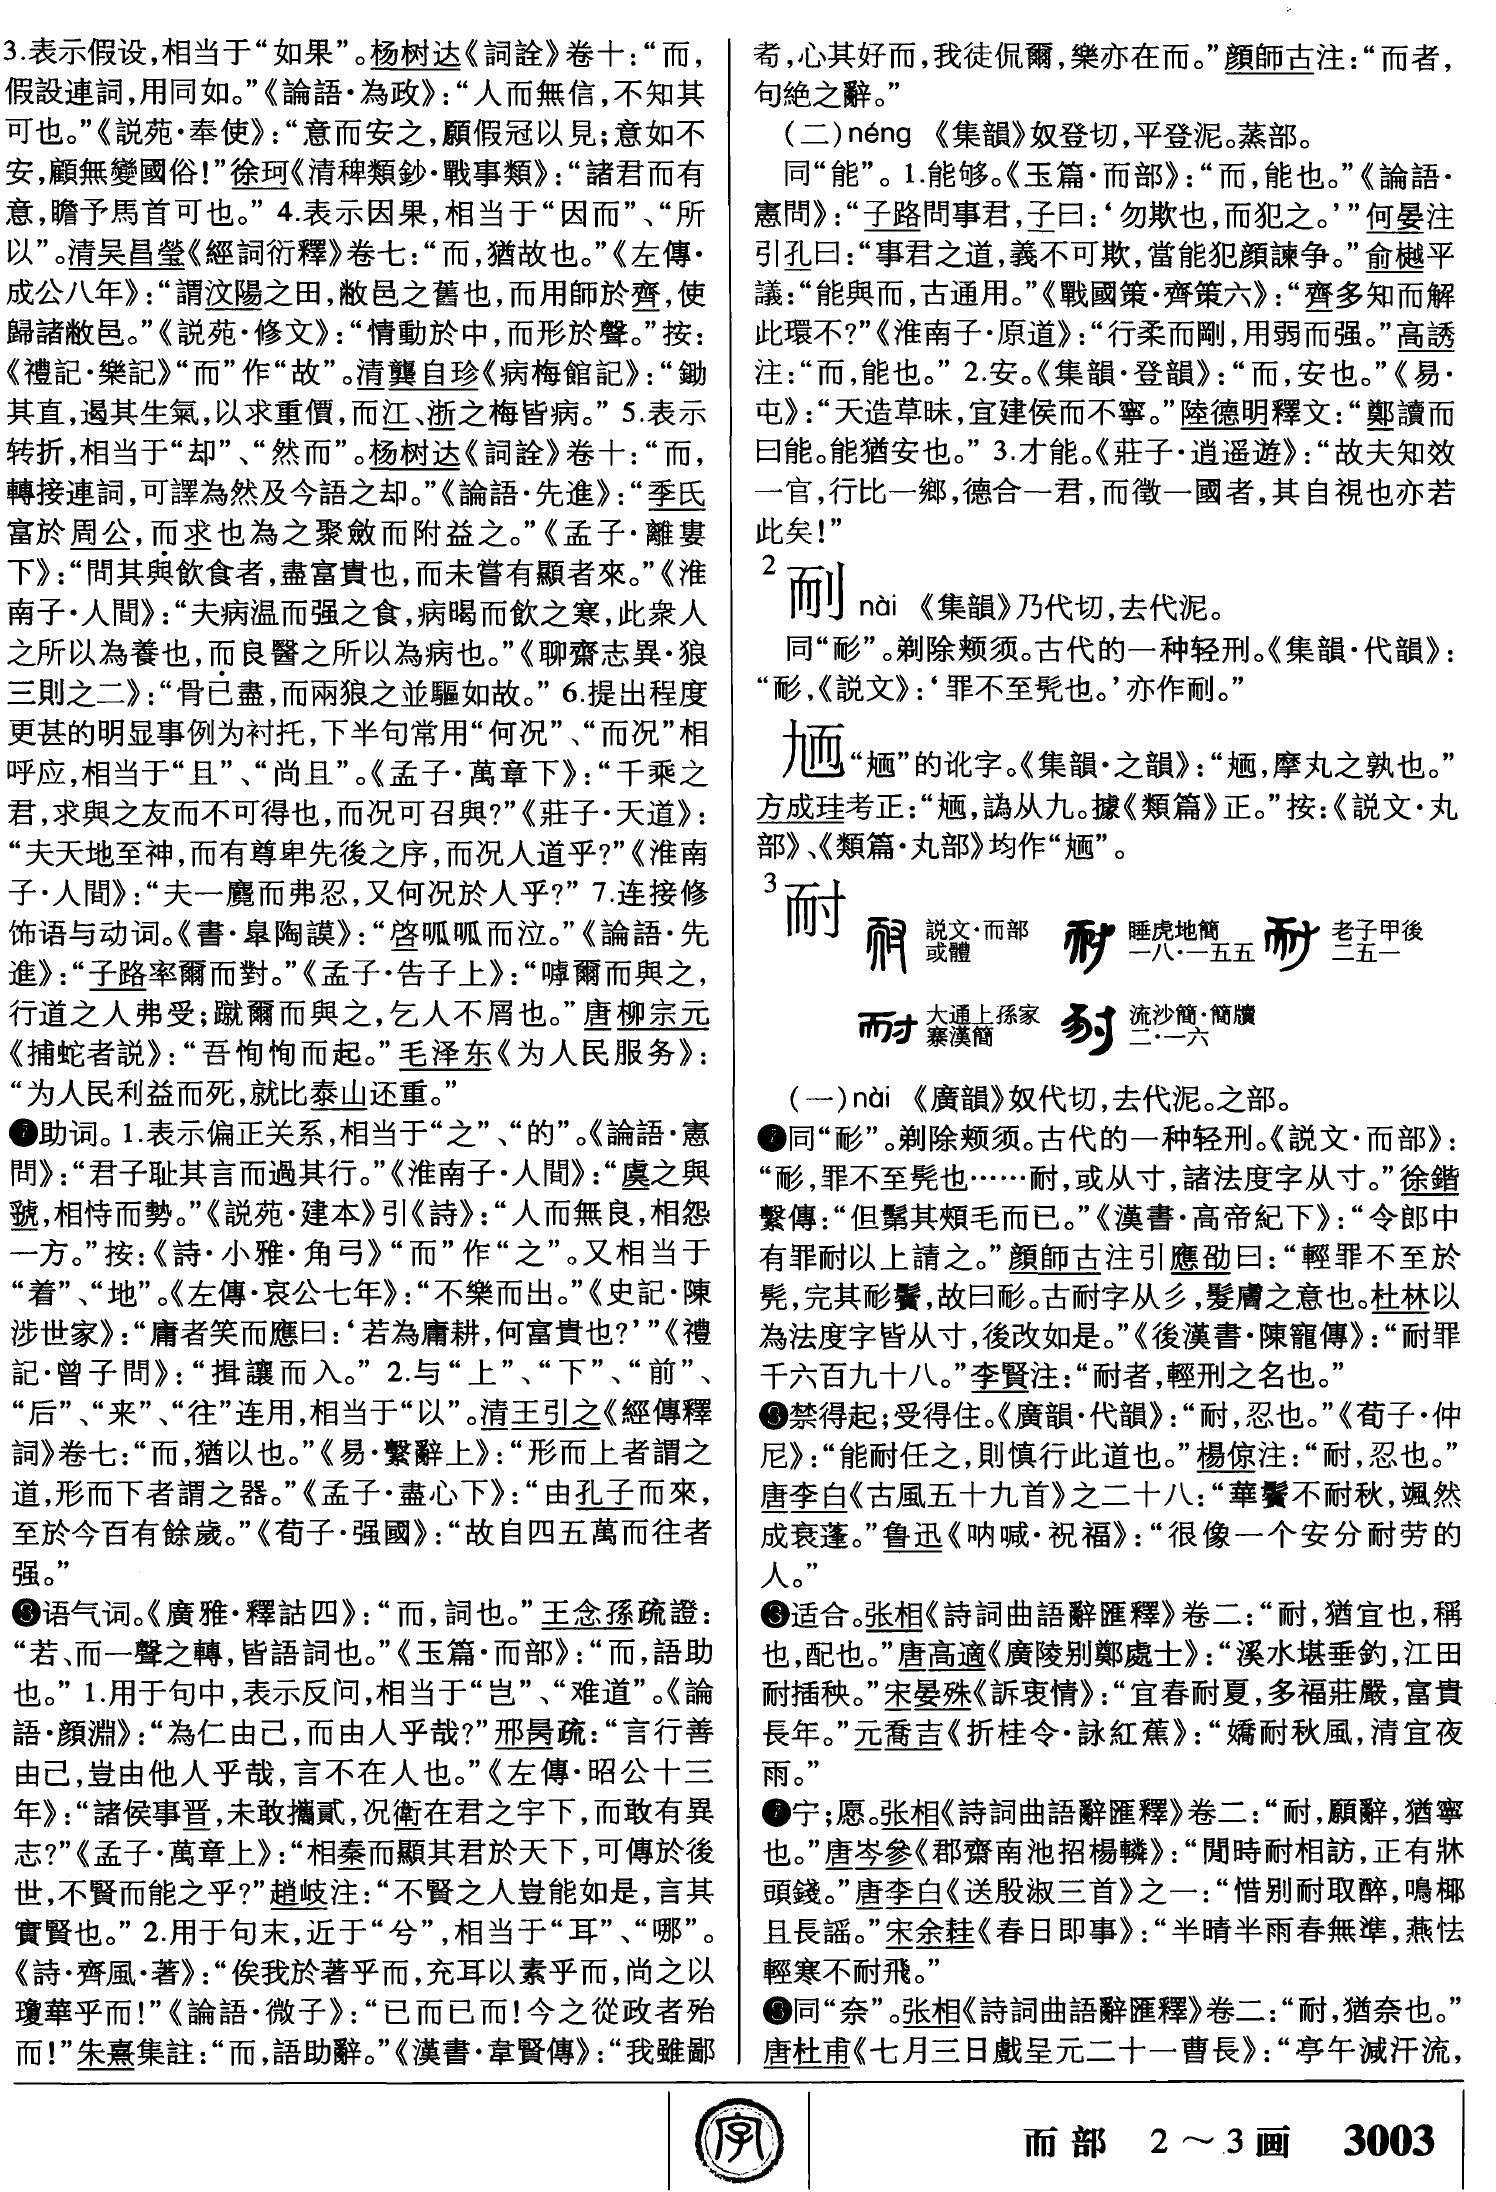 3.表示假设,相当于“如果”。杨树达《詞詮》卷十:“而,
假設連詞,用同如。”《論語·為政》:“人而無信,不知其
可也。”《説苑·奉使》:“意而安之,願假冠以見;意如不
安,願無變國俗!”徐珂《清稗類鈔·戰事類》:“諸君而有
意,瞻予馬首可也。” 4.表示因果,相当于“因而”、“所
以”。清吴昌瑩《經詞衍釋》卷七:“而,猶故也。”《左傳·
成公八年》:“謂汶陽之田,敝邑之舊也,而用師於齊,使
歸諸敝邑。”《説苑·修文》:“情動於中,而形於聲。”按:
《禮記·樂記》“而”作“故”。清龔自珍《病梅館記》:“鋤
其直,遏其生氣,以求重價,而江、浙之梅皆病。” 5.表示
转折,相当于“却”、“然而”。杨树达《詞詮》卷十:“而,
轉接連詞,可譯為然及今語之却。”《論語·先進》:“季氏
富於周公,而求也為之聚斂而附益之。”《孟子·離婁
下》:“問其與飲食者,盡富貴也,而未嘗有顯者來。”《淮
南子·人間》:“夫病温而强之食,病暍而飲之寒,此衆人
之所以為養也,而良醫之所以為病也。”《聊齋志異·狼
三則之二》:“骨已盡,而兩狼之並驅如故。” 6.提出程度
更甚的明显事例为衬托,下半句常用“何况”、“而况”相
呼应,相当于“且”、“尚且”。《孟子·萬章下》:“千乘之
君,求與之友而不可得也,而况可召與?”《莊子·天道》:
“夫天地至神,而有尊卑先後之序,而况人道乎?”《淮南
子·人間》:“夫一麑而弗忍,又何况於人乎?” 7.连接修
饰语与动词。《書·皐陶謨》:“啓呱呱而泣。”《論語·先
進》:“子路率爾而對。”《孟子·告子上》:“嘑爾而與之,
行道之人弗受;蹴爾而與之,乞人不屑也。”唐柳宗元
《捕蛇者説》:“吾恂恂而起。”毛泽东《为人民服务》:
“为人民利益而死,就比泰山还重。”
❼助词。1.表示偏正关系,相当于“之”、“的”。《論語·憲
問》:“君子耻其言而過其行。”《淮南子·人間》:“虞之與
虢,相恃而勢。”《説苑·建本》引《詩》:“人而無良,相怨
一方。”按:《詩·小雅·角弓》“而”作“之”。又相当于
“着”、“地”。《左傳·哀公七年》:“不樂而出。”《史記·陳
涉世家》:“庸者笑而應曰:‘若為庸耕,何富貴也?’”《禮
記·曾子問》:“揖讓而入。” 2.与“上”、“下”、“前”、
“后”、“来”、“往”连用,相当于“以”。清王引之《經傳釋
詞》卷七:“而,猶以也。”《易·繫辭上》:“形而上者謂之
道,形而下者謂之器。”《孟子·盡心下》:“由孔子而來,
至於今百有餘歲。”《荀子·强國》:“故自四五萬而往者
强。”
❽语气词。《廣雅·釋詁四》:“而,詞也。”王念孫疏證:
“若、而一聲之轉,皆語詞也。”《玉篇·而部》:“而,語助
也。” 1.用于句中,表示反问,相当于“岂”、“难道”。《論
語·顔淵》:“為仁由己,而由人乎哉?”邢昺疏:“言行善
由己,豈由他人乎哉,言不在人也。”《左傳·昭公十三
年》:“諸侯事晋,未敢攜貳,况衛在君之宇下,而敢有異
志?”《孟子·萬章上》:“相秦而顯其君於天下,可傳於後
世,不賢而能之乎?”趙岐注:“不賢之人豈能如是,言其
實賢也。” 2.用于句末,近于“兮”,相当于“耳”、“哪”。
《詩·齊風·著》:“俟我於著乎而,充耳以素乎而,尚之以
瓊華乎而!”《論語·微子》:“已而已而!今之從政者殆
而!”朱熹集註:“而,語助辭。”《漢書·韋賢傳》:“我雖鄙
耇,心其好而,我徒侃爾,樂亦在而。”顔師古注:“而者,
句絶之辭。”
(二)néng 《集韻》奴登切,平登泥。蒸部。
同“能”。1.能够。《玉篇·而部》:“而,能也。”《論語·
憲問》:“子路問事君,子曰:‘勿欺也,而犯之。’”何晏注
引孔曰:“事君之道,義不可欺,當能犯顔諫争。”俞樾平
議:“能與而,古通用。”《戰國策·齊策六》:“齊多知而解
此環不?”《淮南子·原道》:“行柔而剛,用弱而强。”高誘
注:“而,能也。” 2.安。《集韻·登韻》:“而,安也。”《易·
屯》:“天造草昧,宜建侯而不寧。”陸德明釋文:“鄭讀而
曰能。能猶安也。” 3.才能。《莊子·逍遥遊》:“故夫知效
一官,行比一鄉,德合一君,而徵一國者,其自視也亦若
此矣!”
2 耏 nài 《集韻》乃代切,去代泥。
同“耏”。剃除颊须。古代的一种轻刑。《集韻·代韻》:
“耏,《説文》:‘罪不至髡也。’亦作耐。”
“𠁤”的讹字。《集韻·之韻》:“摩丸之孰也。”
方成珪考正:“譌从九。據《類篇》正。”按:《説文·丸
部》、《類篇·丸部》均作
3 耐 説文·而部 睡虎地簡 老子甲後
或體 一八·一五五 二五一
大通上孫家 流沙簡·簡牘
寨漢簡 二·一六
(一)nài 《廣韻》奴代切,去代泥。之部。
❶同“耏”。剃除颊须。古代的一种轻刑。《説文·而部》:
“耏,罪不至髡也……耐,或从寸,諸法度字从寸。”徐鍇
繫傳:“但鬀其頰毛而已。”《漢書·高帝紀下》:“令郎中
有罪耐以上請之。”顔師古注引應劭曰:“輕罪不至於
髡,完其耏鬢,故曰耏。古耐字从彡,髮膚之意也。杜林以
為法度字皆从寸,後改如是。”《後漢書·陳寵傳》:“耐罪
千六百九十八。”李賢注:“耐者,輕刑之名也。”
❷禁得起;受得住。《廣韻·代韻》:“耐,忍也。”《荀子·仲
尼》:“能耐任之,則慎行此道也。”楊倞注:“耐,忍也。”
唐李白《古風五十九首》之二十八:“華鬢不耐秋,颯然
成衰蓬。”鲁迅《呐喊·祝福》:“很像一个安分耐劳的
人。”
❸适合。张相《詩詞曲語辭匯釋》卷二:“耐,猶宜也,稱
也,配也。”唐高適《廣陵别鄭處士》:“溪水堪垂釣,江田
耐插秧。”宋晏殊《訴衷情》:“宜春耐夏,多福莊嚴,富貴
長年。”元喬吉《折桂令·詠紅蕉》:“嬌耐秋風,清宜夜
雨。”
❹宁;愿。张相《詩詞曲語辭匯釋》卷二:“耐,願辭,猶寧
也。”唐岑參《郡齋南池招楊轔》:“閒時耐相訪,正有牀
頭錢。”唐李白《送殷淑三首》之一:“惜别耐取醉,鳴榔
且長謡。”宋余𪏆《春日即事》:“半晴半雨春無準,燕怯
輕寒不耐飛。”
❺同“奈”。张相《詩詞曲語辭匯釋》卷二:“耐,猶奈也。”
唐杜甫《七月三日戲呈元二十一曹長》:“亭午減汗流,
字
而部 2～3画 3003